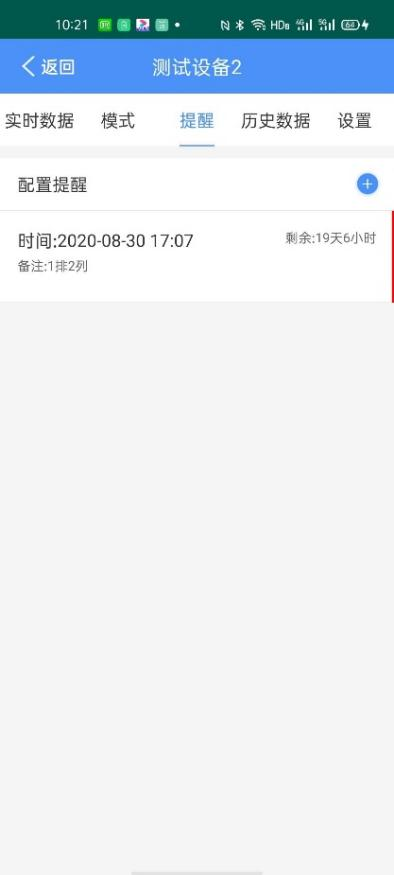 10:21 HD
返回 测试设备2
实时数据 模式 提醒 历史数据 设置
配置提醒
时间:2020-08-30 17:07 剩余:19天6小时
备注:1排2列